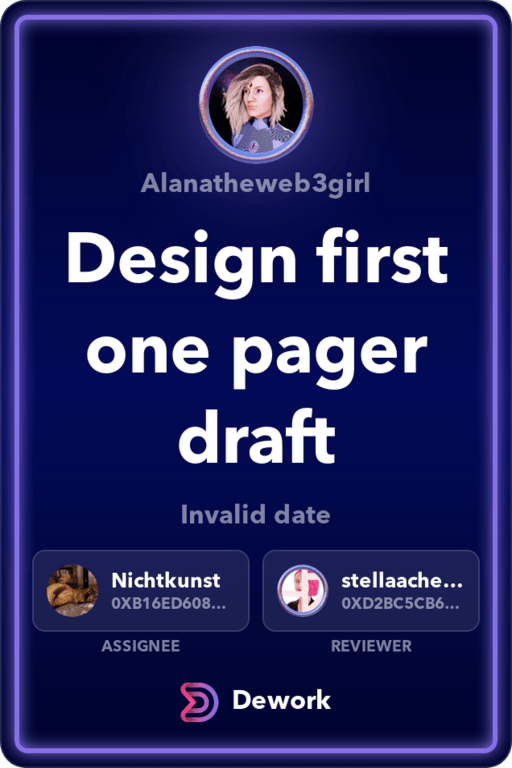 Alanatheweb3girl
Design first
one pager
draft
Invalid date
Nichtkunst
0XB16ED608...
ASSIGNEE
stellaache...
0XD2BC5CB6...
REVIEWER
Dework